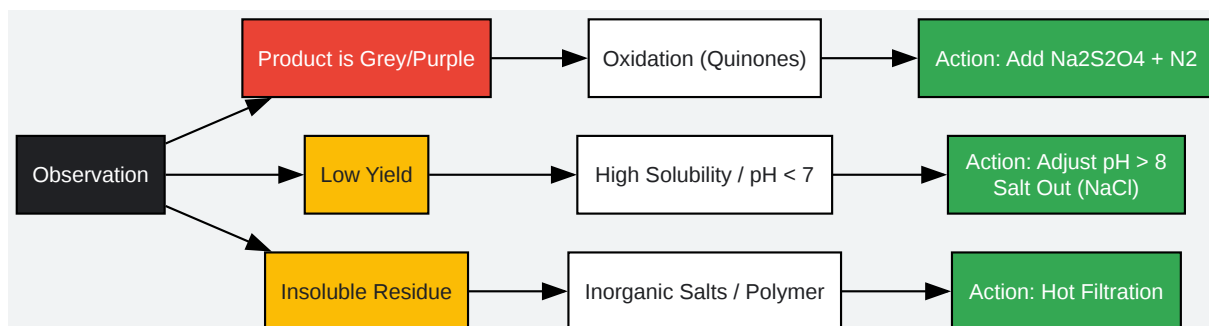 Product is Grey/Purple
Oxidation (Quinones)
Action: Add Na2S2O4 + N2
Observation
Low Yield
High Solubility / pH < 7
Action: Adjust pH > 8
Salt Out (NaCl)
Insoluble Residue
Inorganic Salts / Polymer
Action: Hot Filtration